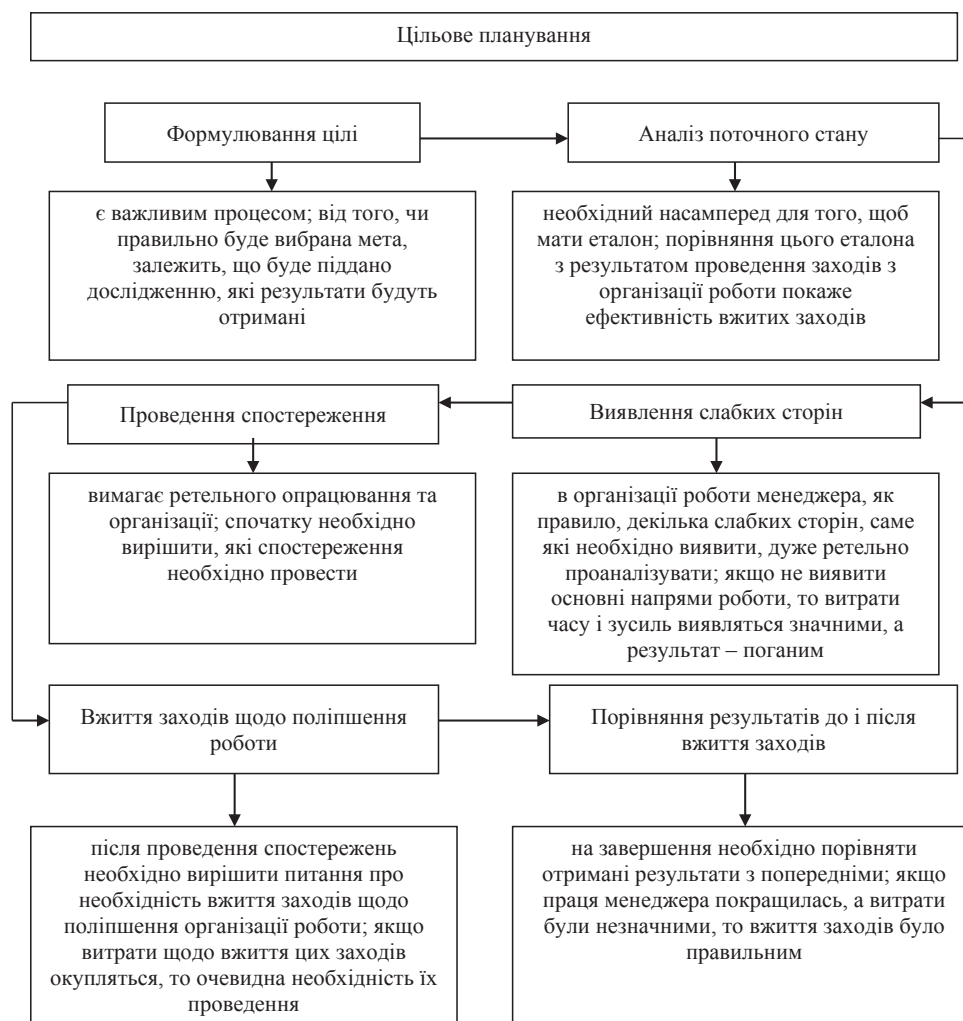 Цільове планування
Формулювання цілі
Аналіз поточного стану
є важливим процесом; від того, чи
правильно буде вибрана мета,
залежить, що буде піддано
дослідженню, які результати будуть
отримані
необхідний насамперед для того, щоб
мати еталон; порівняння цього еталона
з результатом проведення заходів з
організації роботи покаже
ефективність вжитих заходів
Проведення спостереження
Виявлення слабких сторін
вимагає ретельного опрацювання та
організації; спочатку необхідно
вирішити, які спостереження
необхідно провести
в організації роботи менеджера, як
правило, декілька слабких сторін, саме
які необхідно виявити, дуже ретельно
проаналізувати; якщо не виявити
основні напрями роботи, то витрати
часу і зусиль виявляться значними, а
результат – поганим
Вжиття заходів щодо поліпшення
роботи
Порівняння результатів до і після
вжиття заходів
після проведення спостережень
необхідно вирішити питання про
необхідність вжиття заходів щодо
поліпшення організації роботи; якщо
витрати щодо вжиття цих заходів
окупляться, то очевидна необхідність їх
проведення
на завершення необхідно порівняти
отримані результати з попередніми; якщо
праця менеджера покращилась, а витрати
були незначними, то вжиття заходів було
правильним